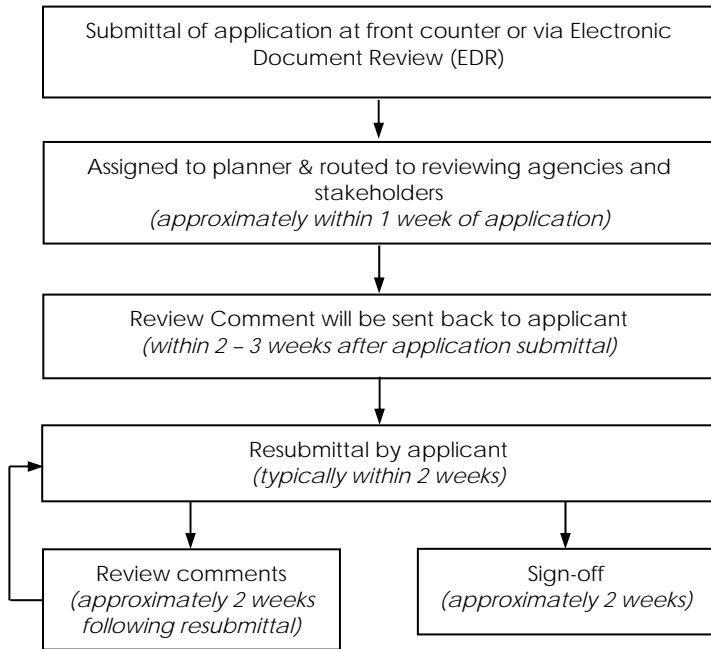 Submittal of application at front counter or via Electronic
Document Review (EDR)
Assigned to planner & routed to reviewing agencies and
stakeholders
(approximately within 1 week of application)
Review Comment will be sent back to applicant
(within 2 – 3 weeks after application submittal)
Resubmittal by applicant
(typically within 2 weeks)
Review comments
(approximately 2 weeks
following resubmittal)
Sign-off
(approximately 2 weeks)